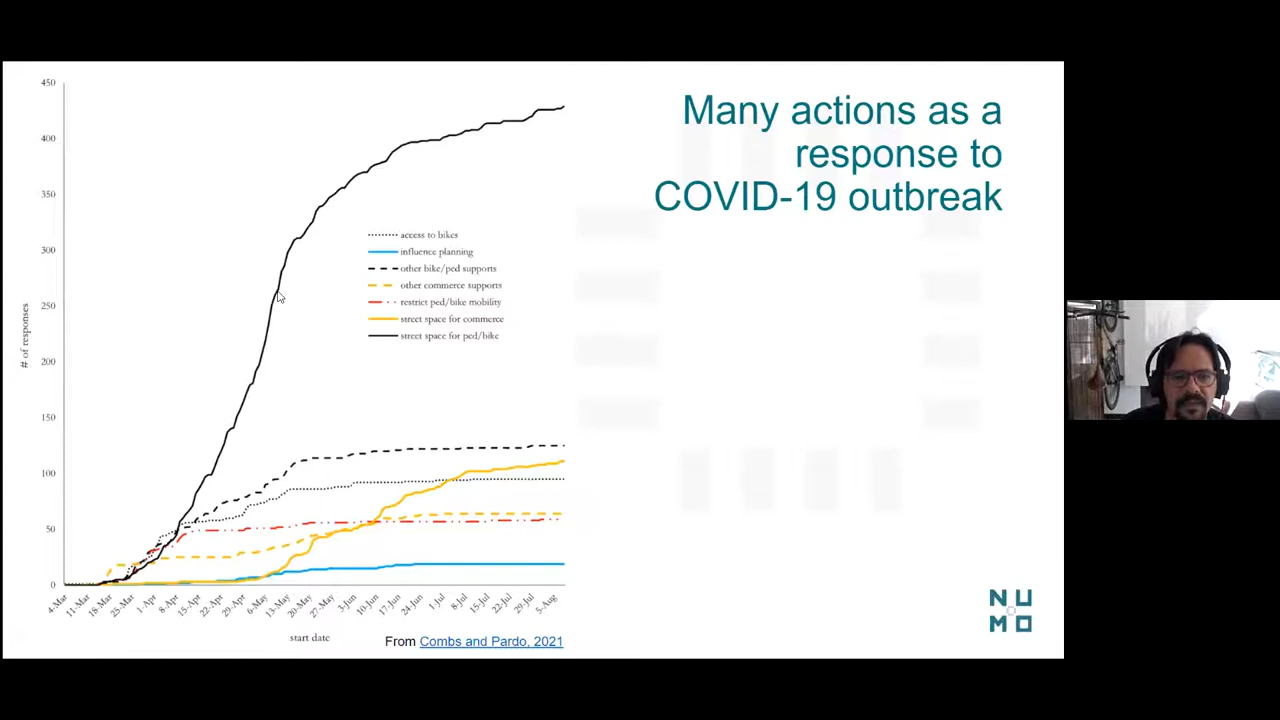 Many actions as a
response to
COVID-19 outbreak
450
400
350
300
250
200
150
100
50
0
# of responses
access to bikes
influence planning
other bike/ped supports
other commerce supports
restrict ped/bike mobility
street space for commerce
street space for ped/bike
4-Mar
11-Mar
18-Mar
25-Mar
1-Apr
8-Apr
15-Apr
22-Apr
29-Apr
6-May
13-May
20-May
27-May
3-Jun
10-Jun
17-Jun
24-Jun
1-Jul
8-Jul
15-Jul
22-Jul
29-Jul
5-Aug
start date
From Combs and Pardo, 2021
NU
MO